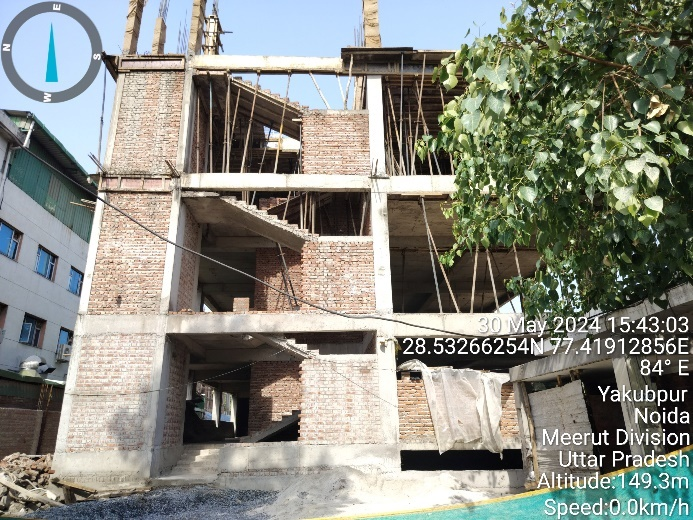 N
E
S
W
30 May 2024 15:43:03
28.53266254N 77.41912856E
84° E
Yakubpur
Noida
Meerut Division
Uttar Pradesh
Altitude:149.3m
Speed:0.0km/h